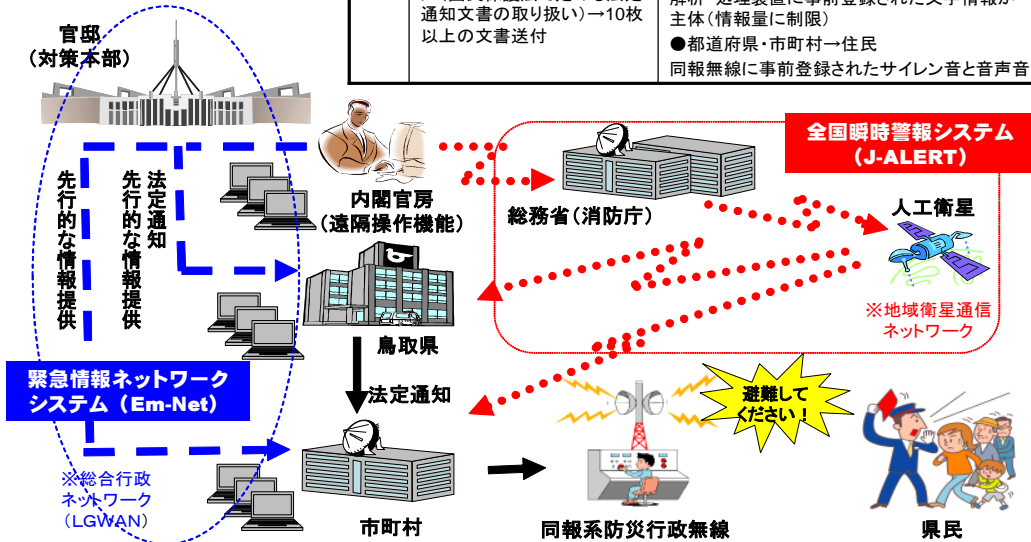 通知文書の取り扱い)→10枚
以上の文書送付
主体(情報量に制限)
●都道府県・市町村→住民
同報無線に事前登録されたサイレン音と音声音
官邸
(対策本部)
全国瞬時警報システム
(J-ALERT)
先行的な情報提供
法定通知
先行的な情報提供
内閣官房
(遠隔操作機能)
総務省(消防庁)
人工衛星
※地域衛星通信
ネットワーク
鳥取県
緊急情報ネットワーク
システム(Em-Net)
法定通知
避難して
ください!
※総合行政
ネットワーク
(LGWAN)
市町村
同報系防災行政無線
県民